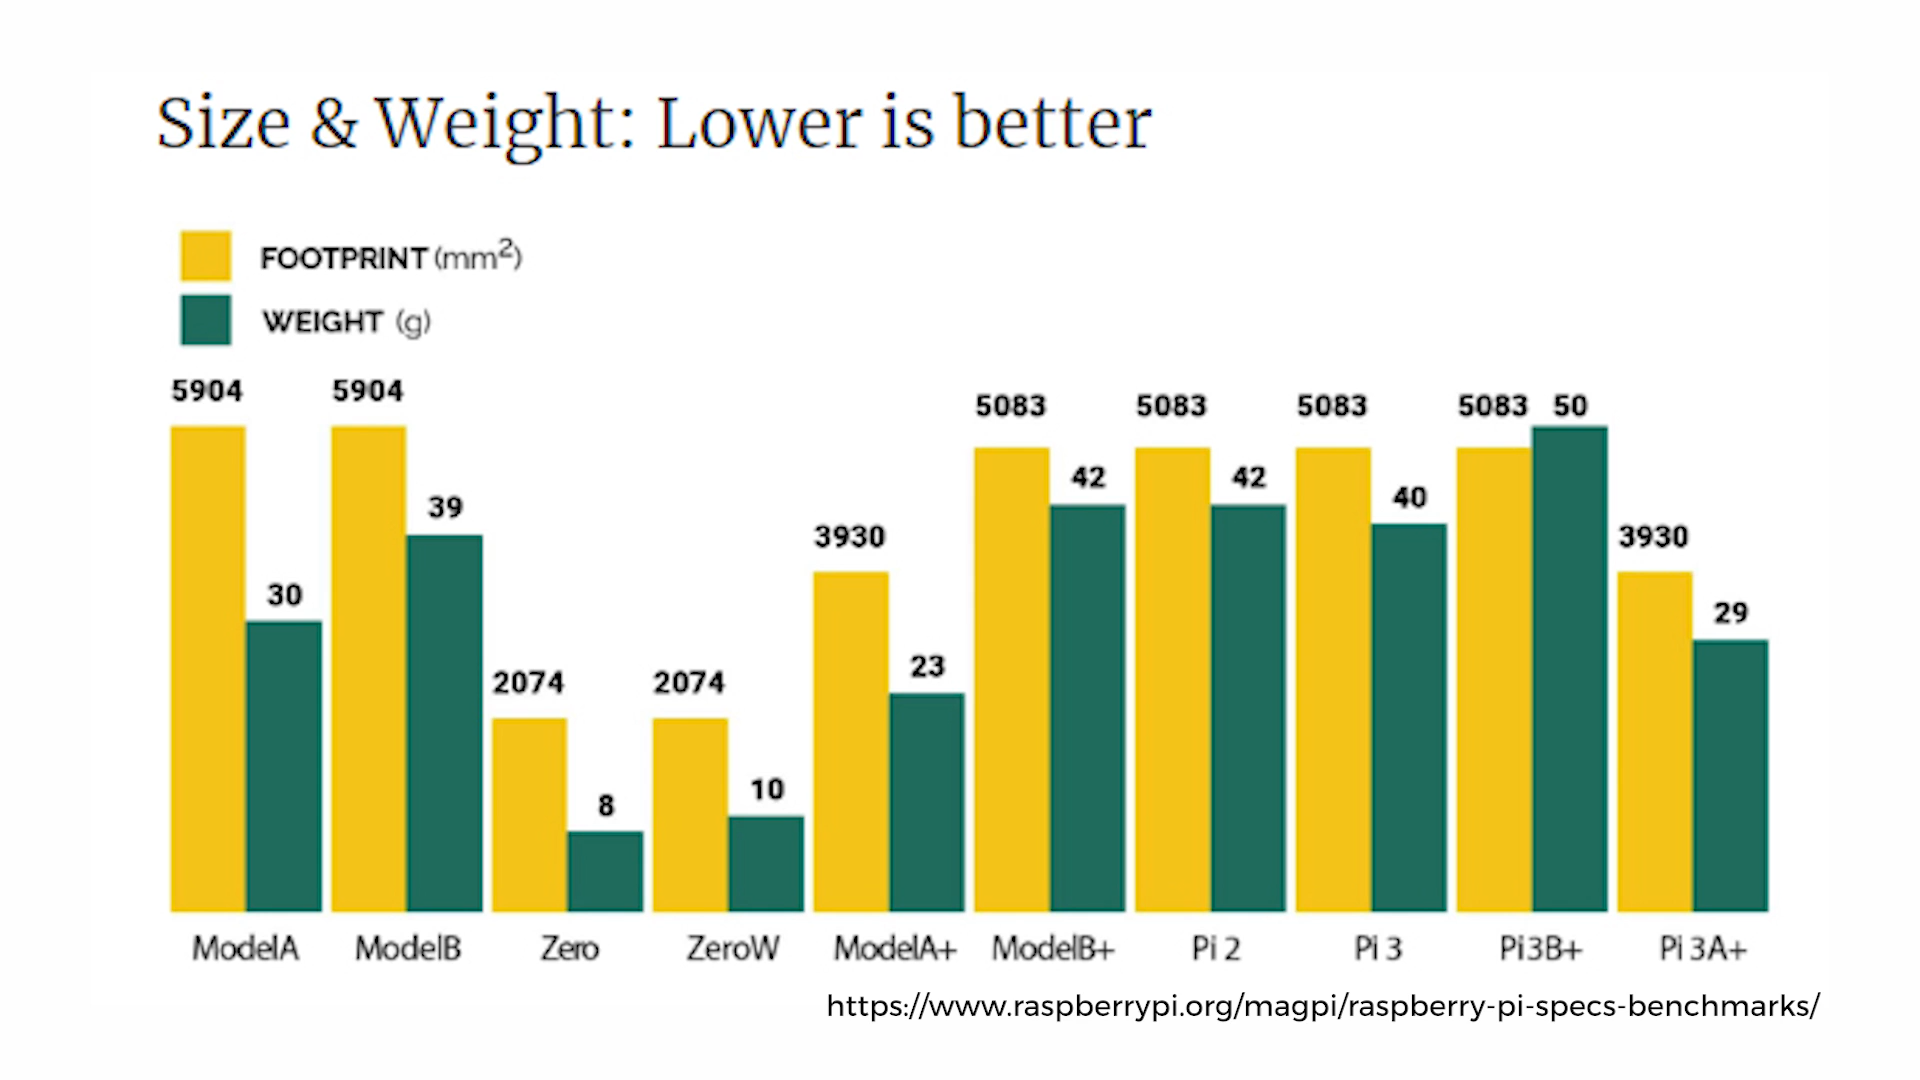 Size & Weight: Lower is better
FOOTPRINT (mm²)
WEIGHT (g)
5904 5904 5083 5083 5083 5083 50
42 42
39 40
3930 3930
30 29
2074 2074 23
8 10
ModelA ModelB Zero ZeroW ModelA+ ModelB+ Pi 2 Pi 3 Pi3B+ Pi 3A+
https://www.raspberrypi.org/magpi/raspberry-pi-specs-benchmarks/